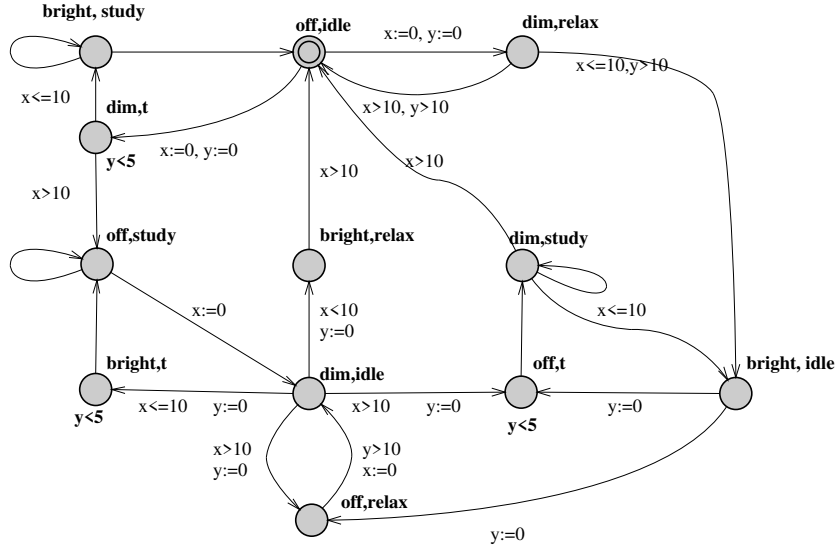 bright, study
off,idle
dim,relax
x:=0, y:=0
x<=10,y>10
x<=10
dim,t
x>10, y>10
y<5
x:=0, y:=0
x>10
x>10
x>10
off,study
bright,relax
dim,study
x:=0
x<10
y:=0
x<=10
bright,t
dim,idle
off,t
bright, idle
y<5
x<=10
y:=0
x>10
y:=0
y<5
y:=0
x>10
y:=0
y>10
x:=0
off,relax
y:=0